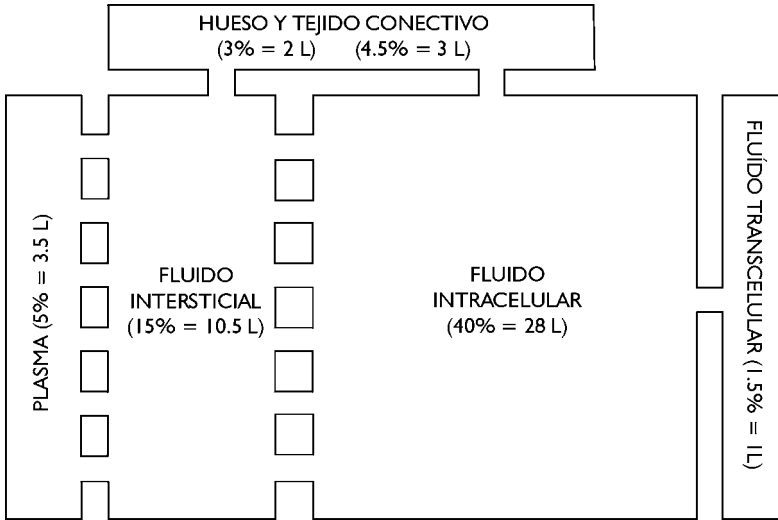 HUESO Y TEJIDO CONECTIVO
(3% = 2 L) (4.5% = 3 L)
PLASMA (5% = 3.5 L)
FLUIDO
INTERSTICIAL
(15% = 10.5 L)
FLUIDO
INTRACELULAR
(40% = 28 L)
FLUÍDO TRANSCELULAR (1.5% = 1L)